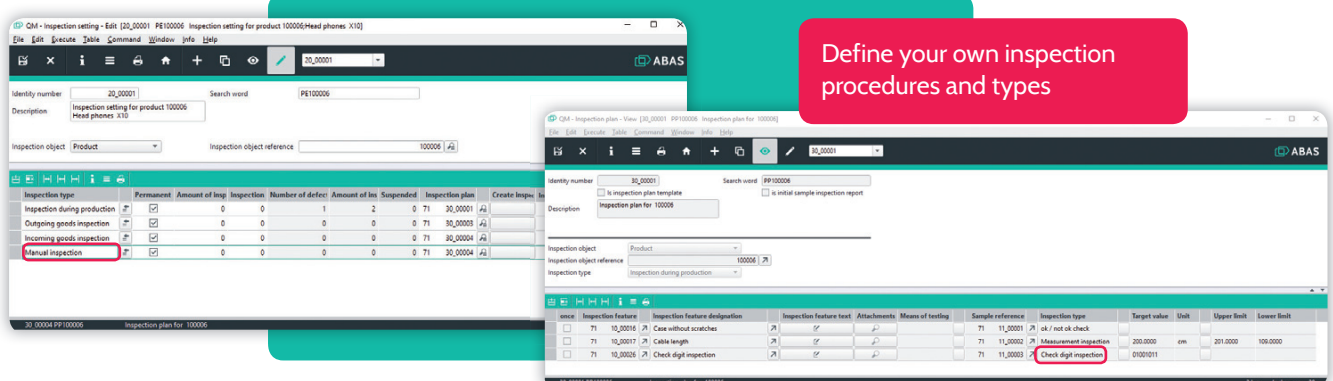 QM - Inspection setting - Edit [20_00001 PE100006 Inspection setting for product 100006;Head phones X10]
File Edit Execute Table Command Window Info Help
20_00001
ABAS
Identity number 20_00001 Search word PE100006
Description Inspection setting for product 100006
Head phones X10
Inspection object Product Inspection object reference 100006
Inspection type Permanent Amount of insp Inspection Number of defec Amount of ins Suspended Inspection plan Create Inspe
Inspection during production 0 0 1 2 0 71 30_00001
Outgoing goods inspection 0 0 0 0 0 71 30_00003
Incoming goods inspection 0 0 0 0 0 71 30_00004
Manual inspection 0 0 0 0 0 71 30_00004
30_00004 PP100006 Inspection plan for 100006
Define your own inspection
procedures and types
QM - Inspection plan - View [30_00001 PP100006 Inspection plan for 100006]
File Edit Execute Table Command Window Info Help
30_00001
ABAS
Identity number 30_00001 Search word PP100006
Is inspection plan template is initial sample inspection report
Description Inspection plan for 100006
Inspection object Product
Inspection object reference 100006
Inspection type Inspection during production
once Inspection feature Inspection feature designation Inspection feature text Attachments Means of testing Sample reference Inspection type Target value Unit Upper limit Lower limit
71 10_00016 Case without scratches 71 11_00001 ok / not ok check
71 10_00017 Cable length 71 11_00002 Measurement inspection 200.0000 cm 201.0000 109.0000
71 10_00026 Check digit inspection 71 11_00003 Check digit inspection 01001011